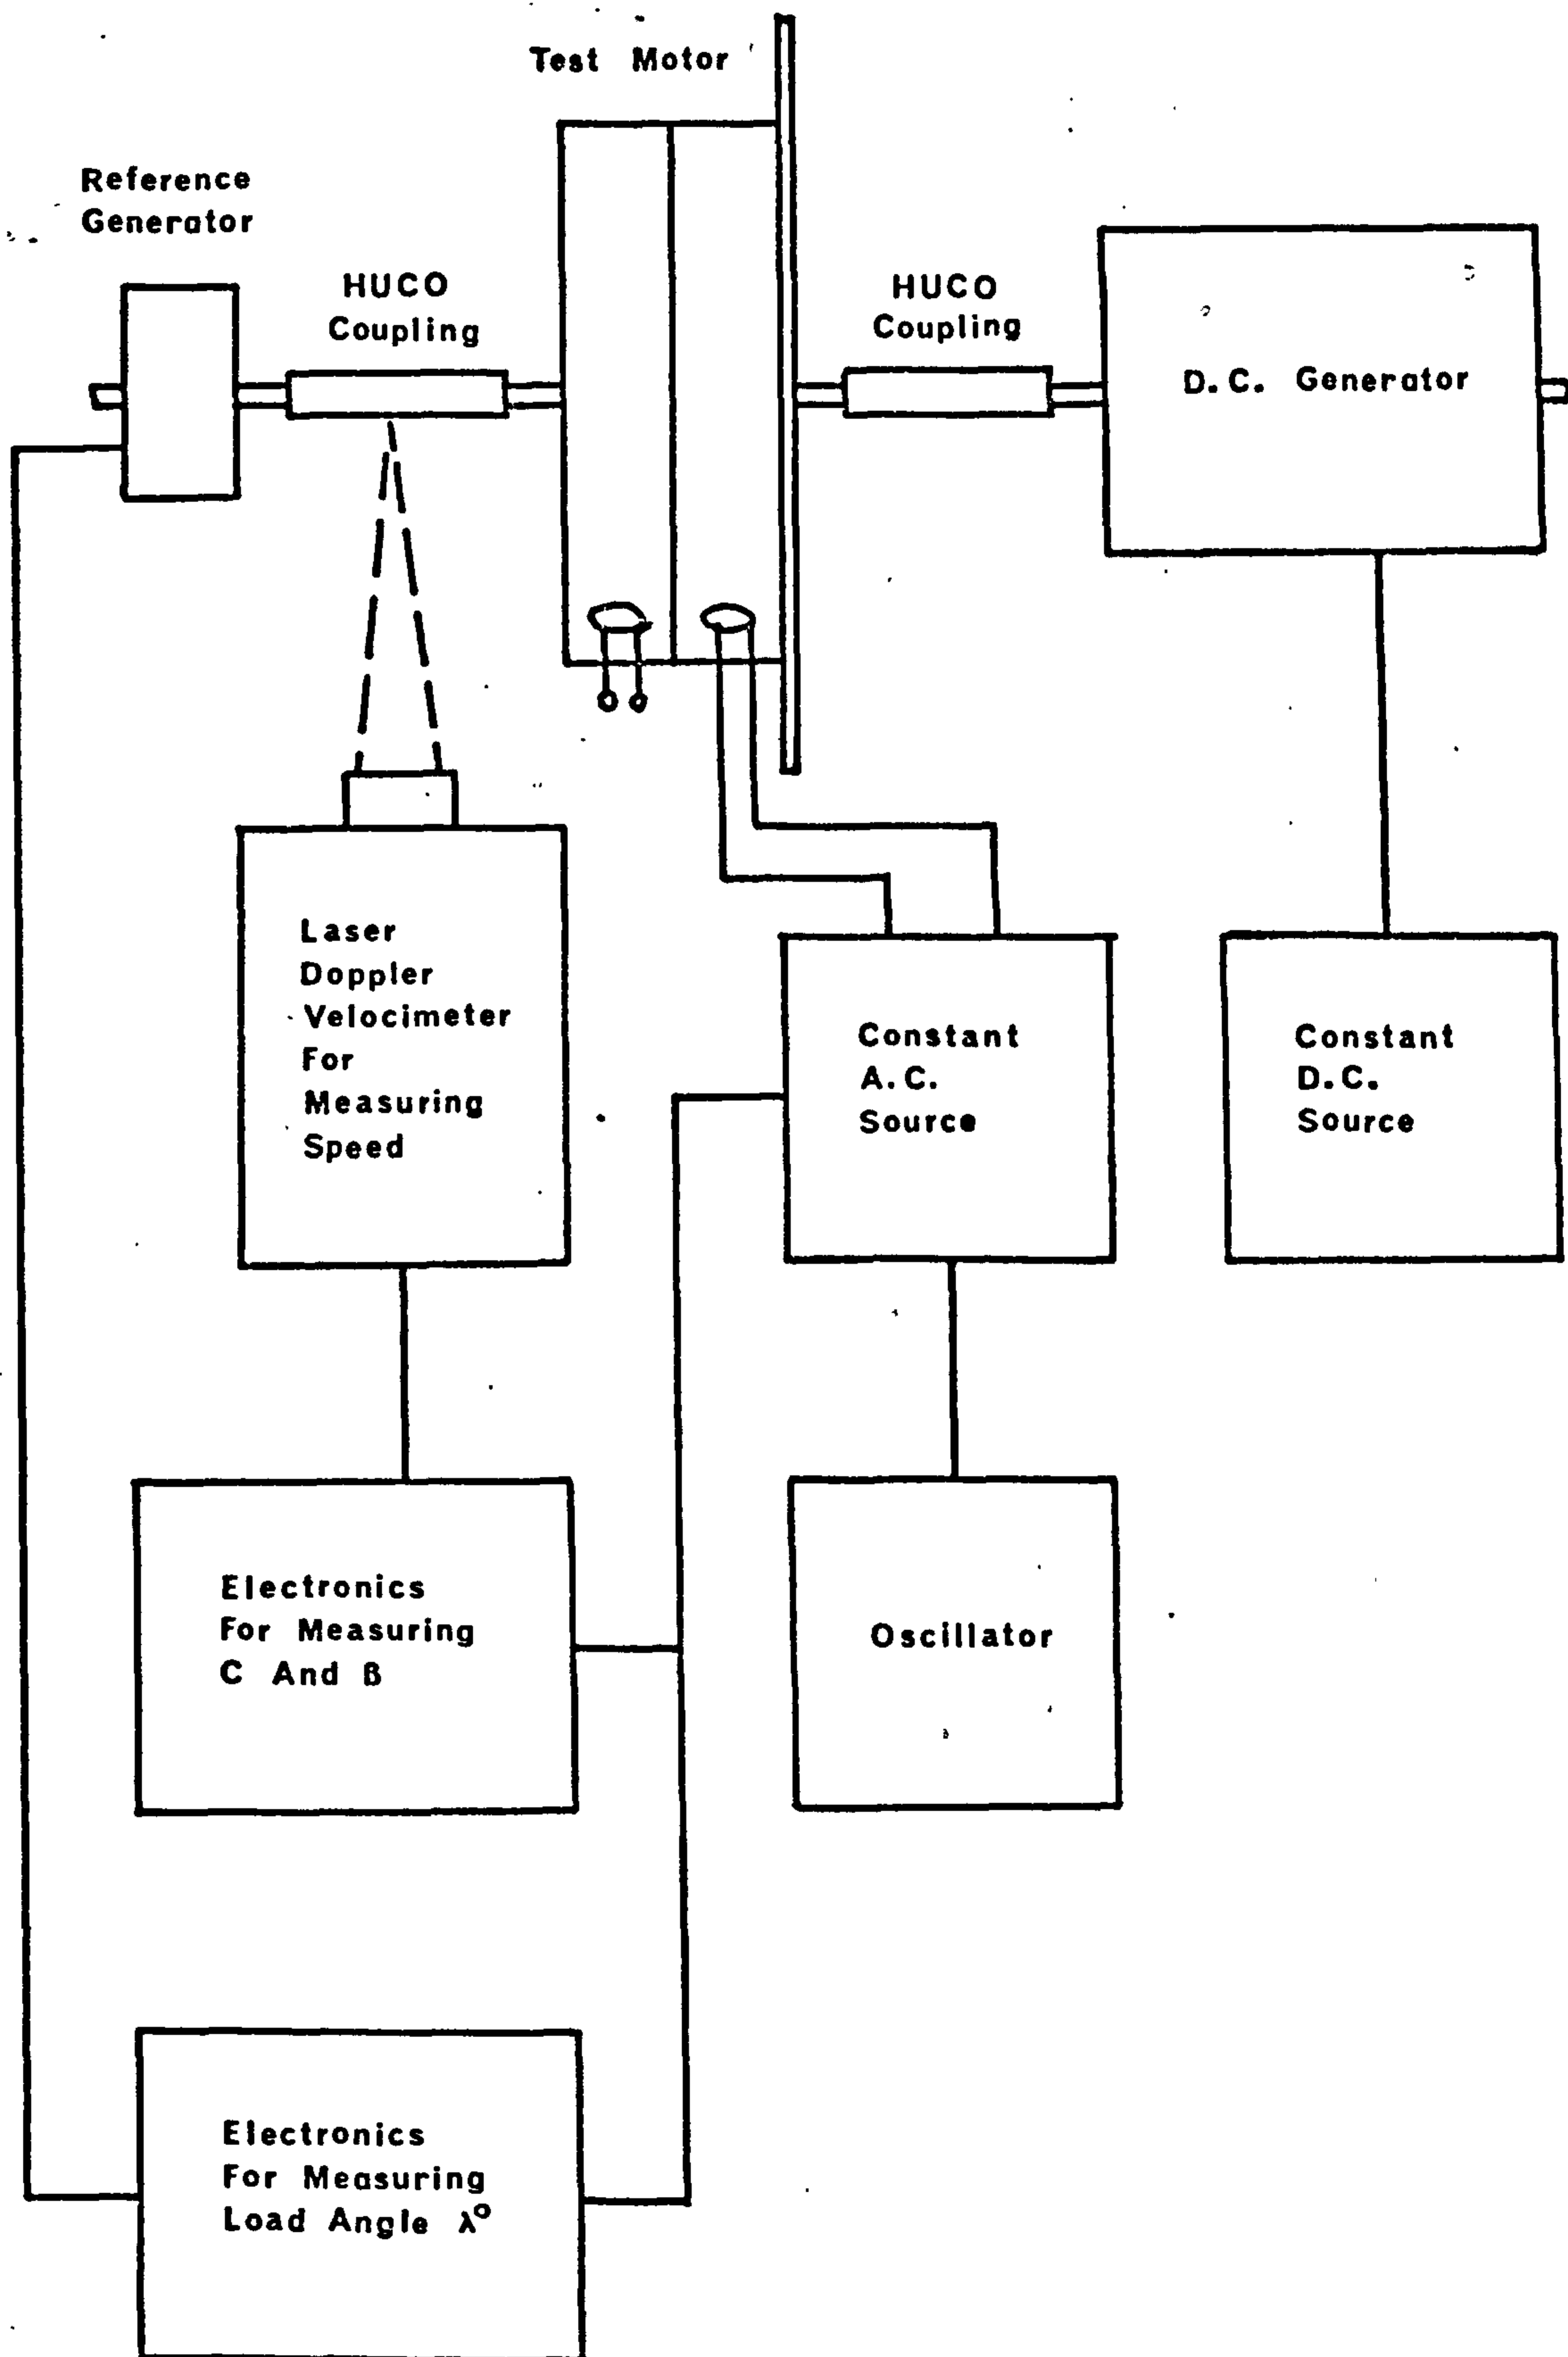 Test Motor
Reference
Generator
HUCO
Coupling
HUCO
Coupling
D.C. Generator
Laser
Doppler
Velocimeter
For
Measuring
Speed
Constant
A.C.
Source
Constant
D.C.
Source
Electronics
For Measuring
C And β
Oscillator
Electronics
For Measuring
Load Angle λ°